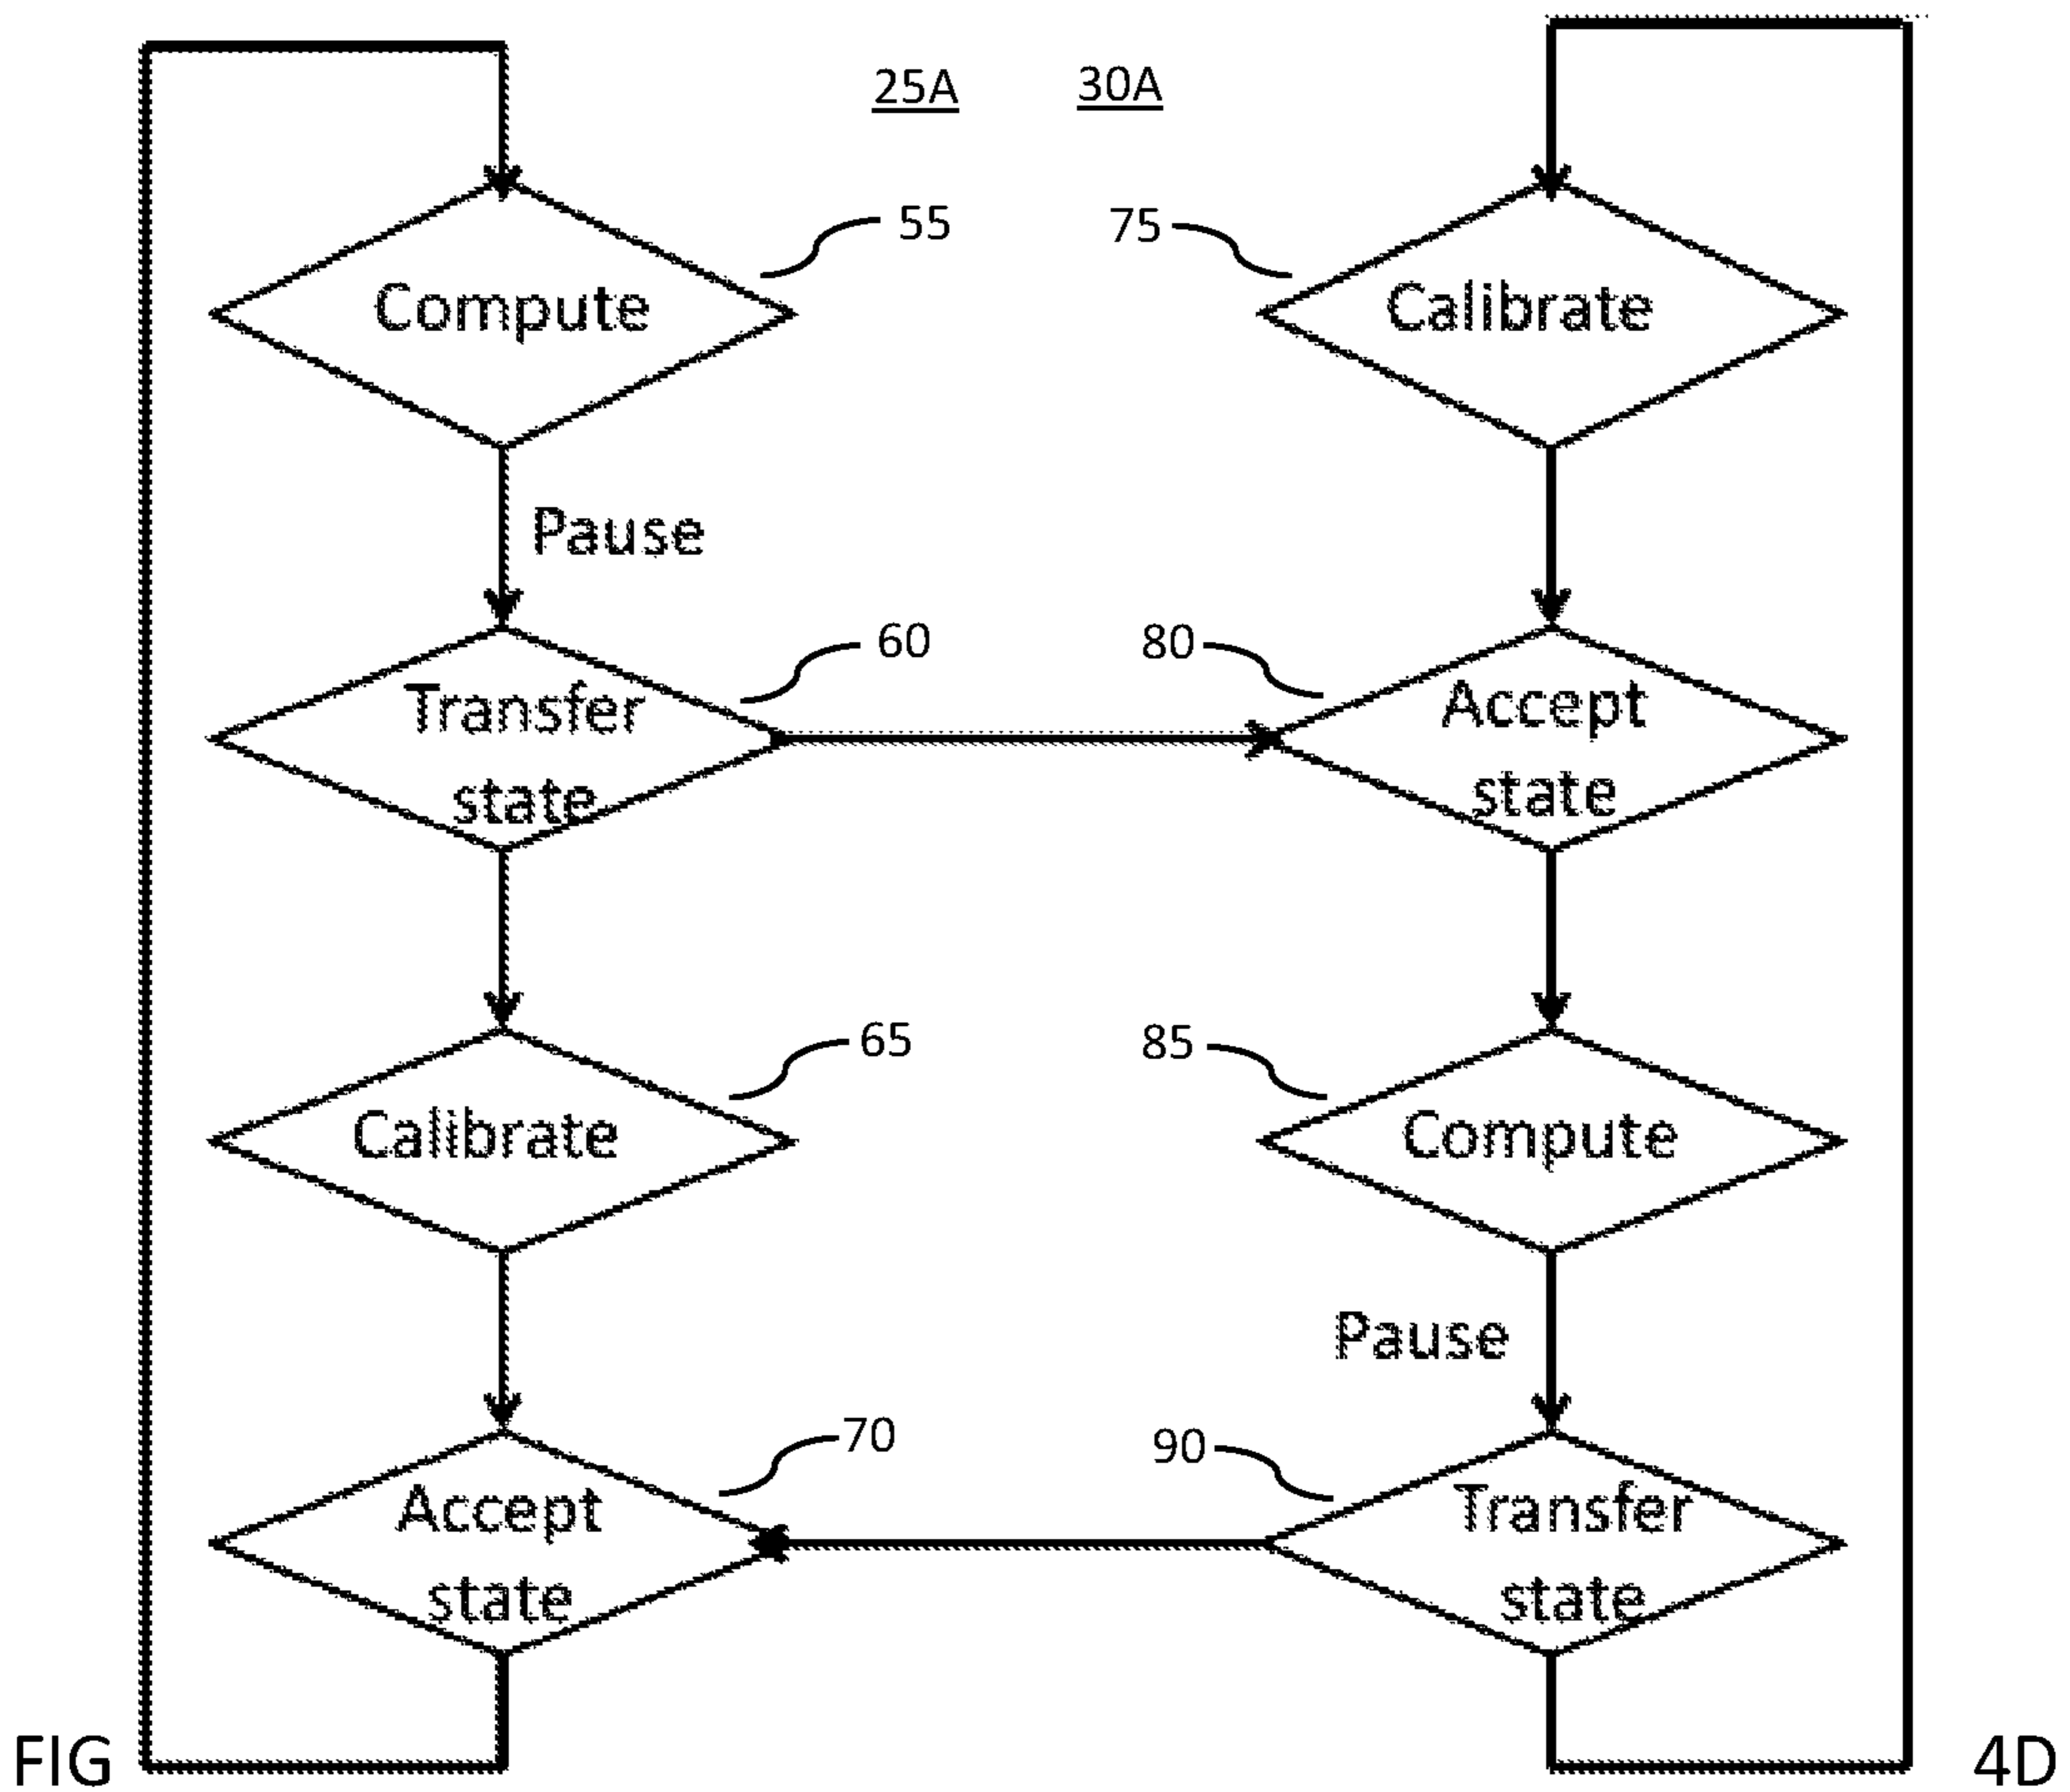 25A 30A
55 75
Compute Calibrate
Pause
60 80
Transfer Accept
state state
65 85
Calibrate Compute
Pause
70 90
Accept Transfer
state state
FIG 4D